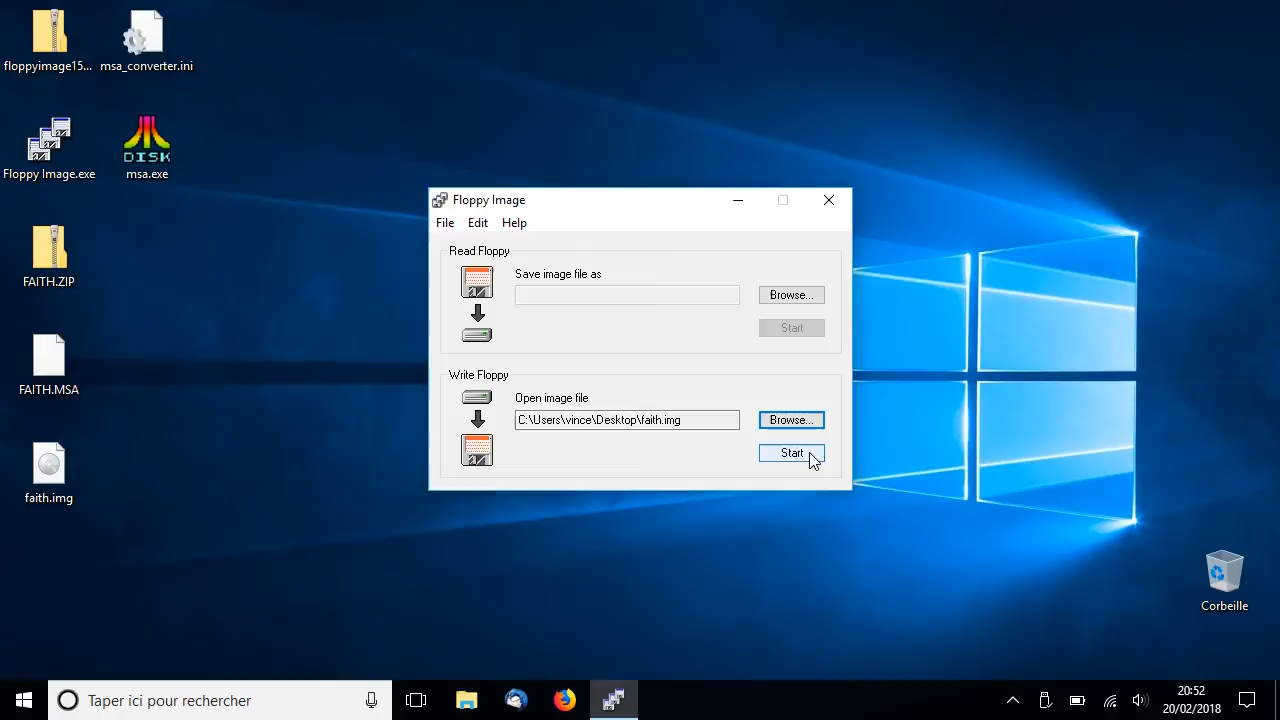 floppyimage15...
msa_converter.ini
Floppy Image.exe
DISK
msa.exe
FAITH.ZIP
FAITH.MSA
faith.img
Floppy Image
File Edit Help
Read Floppy
Save image file as
Browse...
Start
Write Floppy
Open image file
C:\Users\vince\Desktop\faith.img
Browse...
Start
Corbeille
Taper ici pour rechercher
20:52
20/02/2018